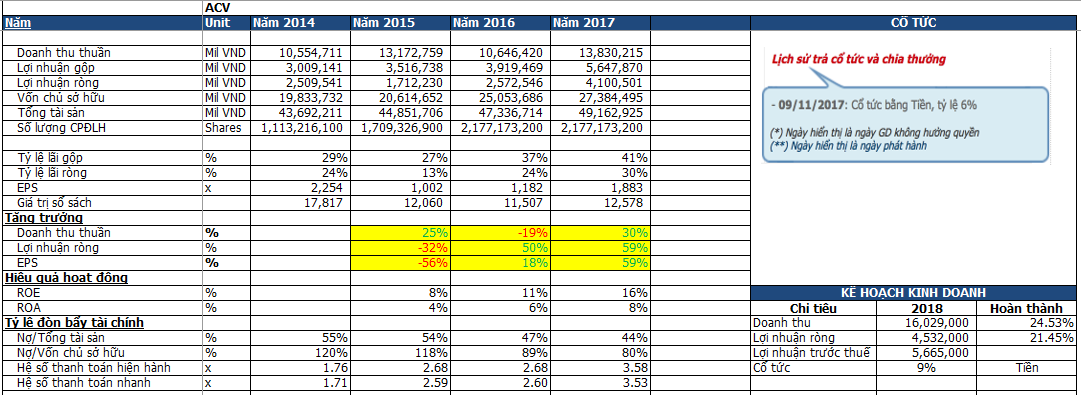 ACV
Năm Unit Năm 2014 Năm 2015 Năm 2016 Năm 2017
Doanh thu thuần Mil VND 10,554,711 13,172,759 10,646,420 13,830,215
Lợi nhuận gộp Mil VND 3,009,141 3,516,738 3,919,469 5,647,870
Lợi nhuận ròng Mil VND 2,509,541 1,712,230 2,572,546 4,100,501
Vốn chủ sở hữu Mil VND 19,833,732 20,614,652 25,053,686 27,384,495
Tổng tài sản Mil VND 43,692,211 44,851,706 47,336,714 49,162,925
Số lượng CPĐLH Shares 1,113,216,100 1,709,326,900 2,177,173,200 2,177,173,200
Tỷ lệ lãi gộp % 29% 27% 37% 41%
Tỷ lệ lãi ròng % 24% 13% 24% 30%
EPS x 2,254 1,002 1,182 1,883
Giá trị sổ sách 17,817 12,060 11,507 12,578
Tăng trưởng
Doanh thu thuần % 25% -19% 30%
Lợi nhuận ròng % -32% 50% 59%
EPS % -56% 18% 59%
Hiệu quả hoạt động
ROE % 8% 11% 16%
ROA % 4% 6% 8%
Tỷ lệ đòn bẩy tài chính
Nợ/Tổng tài sản % 55% 54% 47% 44%
Nợ/Vốn chủ sở hữu % 120% 118% 89% 80%
Hệ số thanh toán hiện hành x 1.76 2.68 2.68 3.58
Hệ số thanh toán nhanh x 1.71 2.59 2.60 3.53
CỔ TỨC
Lịch sử trả cổ tức và chia thưởng
- 09/11/2017: Cổ tức bằng Tiền, tỷ lệ 6%
(*) Ngày hiển thị là ngày GD không hưởng quyền
(**) Ngày hiển thị là ngày phát hành
KẾ HOẠCH KINH DOANH
Chỉ tiêu 2018 Hoàn thành
Doanh thu 16,029,000 24.53%
Lợi nhuận ròng 4,532,000 21.45%
Lợi nhuận trước thuế 5,665,000
Cổ tức 9% Tiền